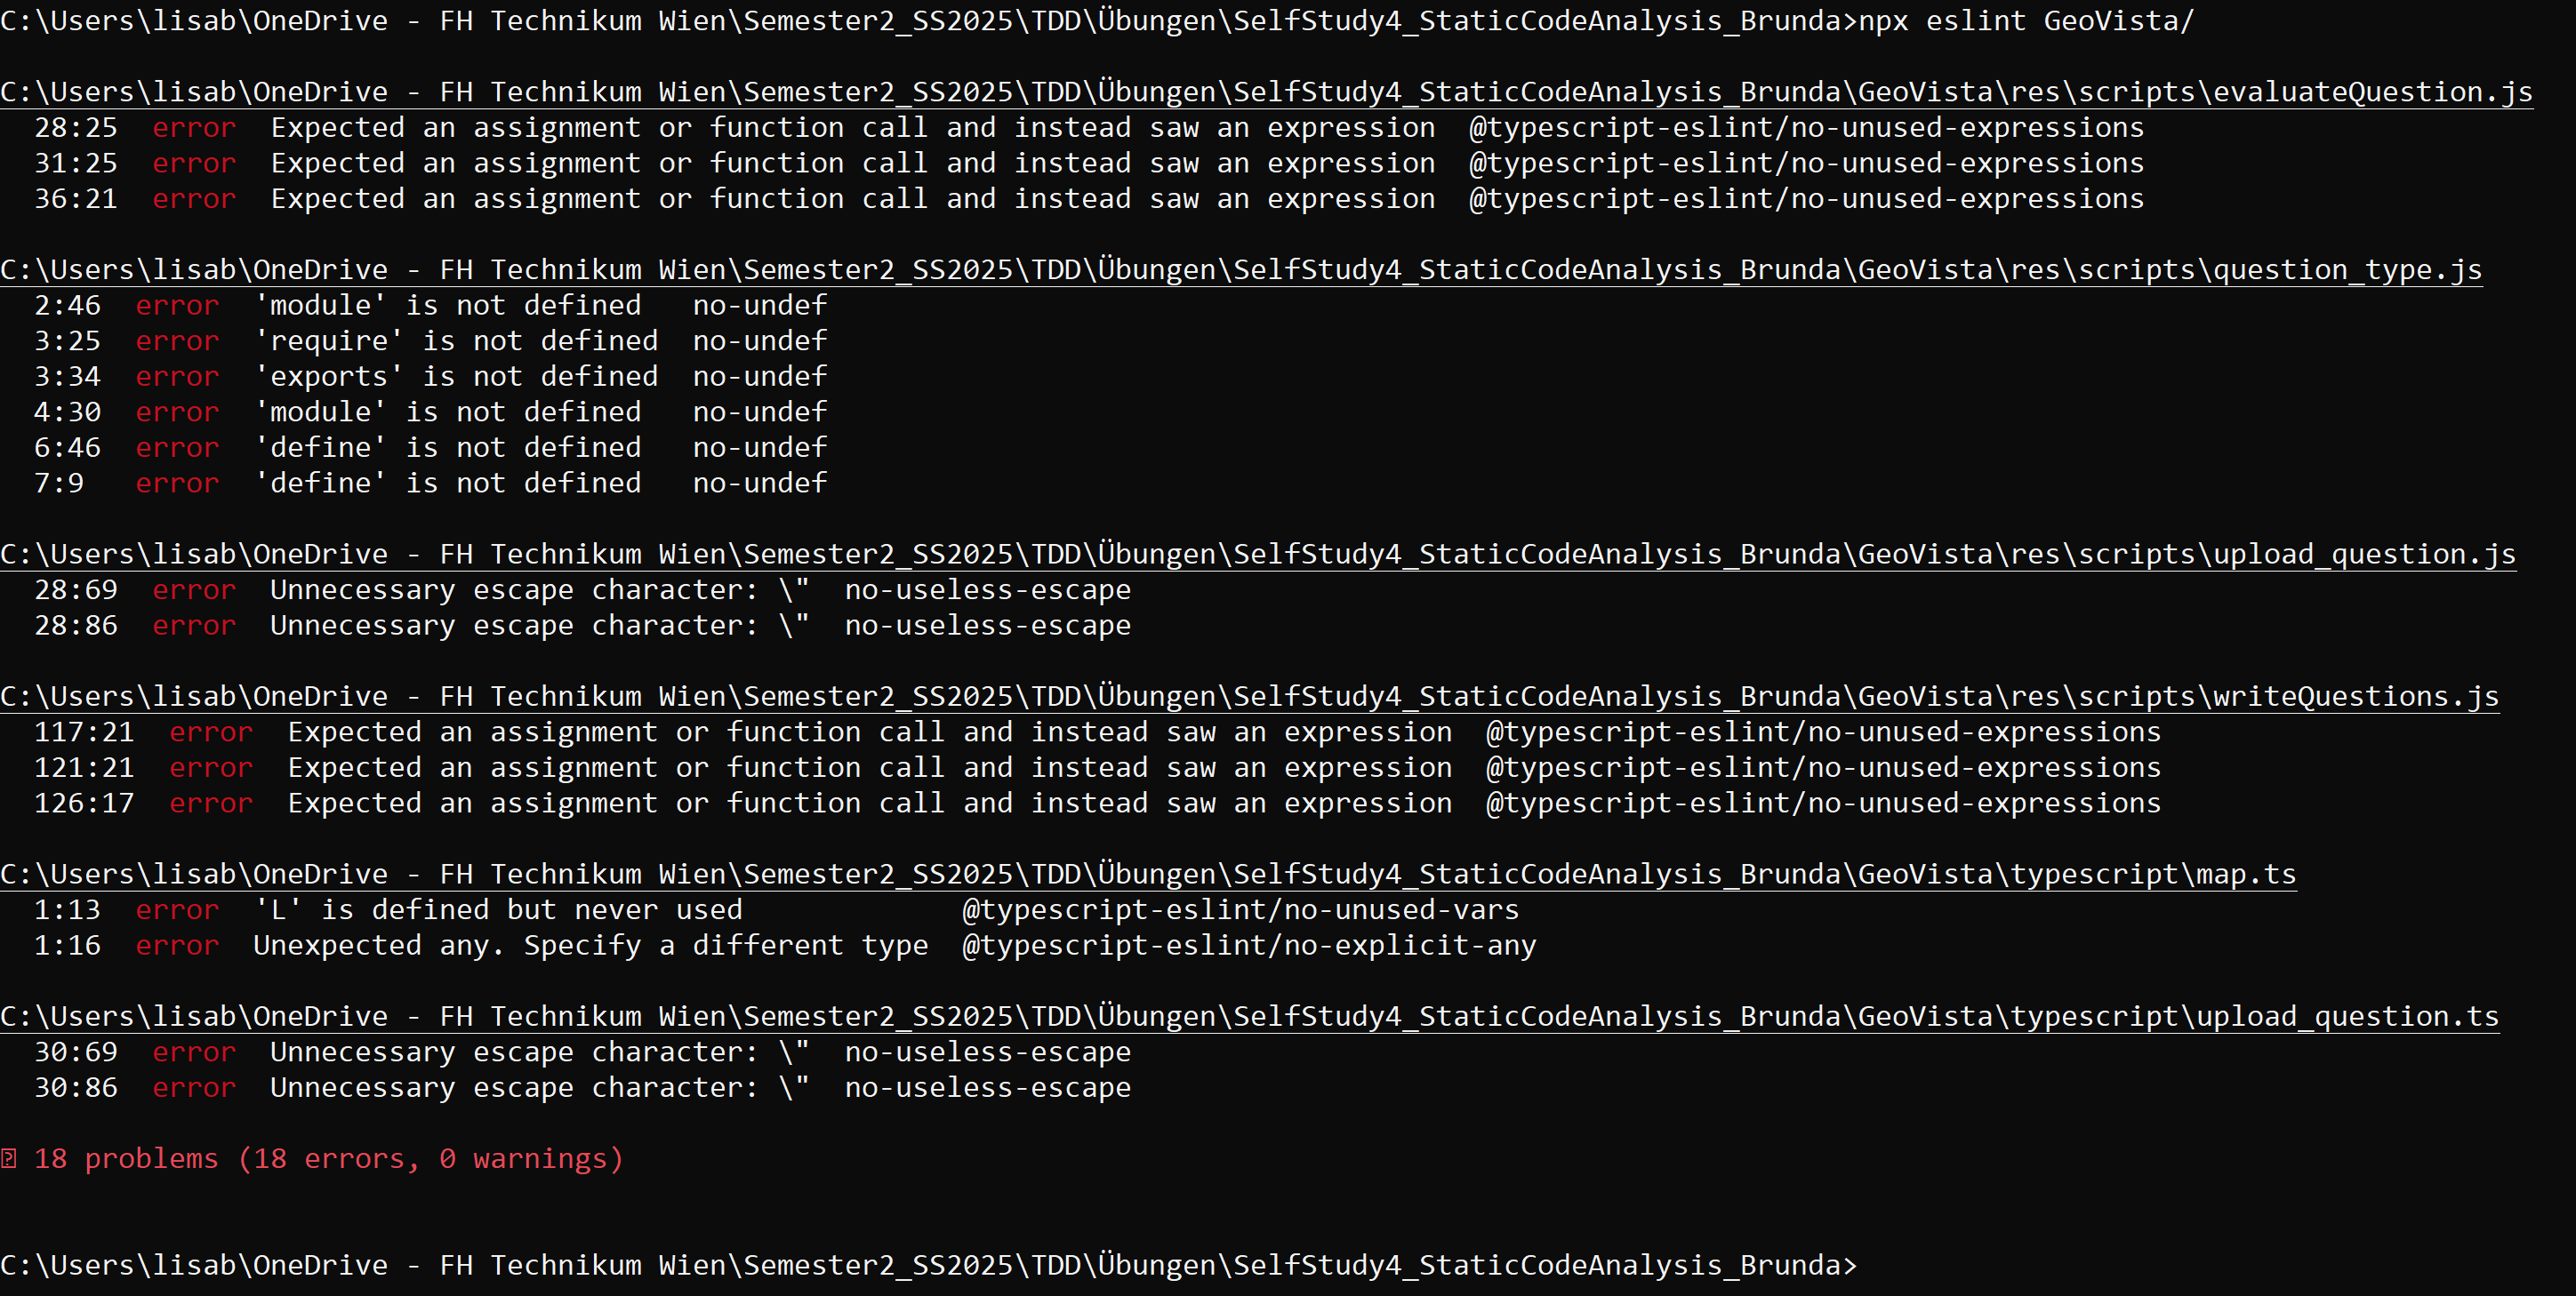 C:\Users\lisab\OneDrive - FH Technikum Wien\Semester2_SS2025\TDD\Übungen\SelfStudy4_StaticCodeAnalysis_Brunda>npx eslint GeoVista/
C:\Users\lisab\OneDrive - FH Technikum Wien\Semester2_SS2025\TDD\Übungen\SelfStudy4_StaticCodeAnalysis_Brunda\GeoVista\res\scripts\evaluateQuestion.js
28:25  error  Expected an assignment or function call and instead saw an expression  @typescript-eslint/no-unused-expressions
31:25  error  Expected an assignment or function call and instead saw an expression  @typescript-eslint/no-unused-expressions
36:21  error  Expected an assignment or function call and instead saw an expression  @typescript-eslint/no-unused-expressions
C:\Users\lisab\OneDrive - FH Technikum Wien\Semester2_SS2025\TDD\Übungen\SelfStudy4_StaticCodeAnalysis_Brunda\GeoVista\res\scripts\question_type.js
2:46  error  'module' is not defined   no-undef
3:25  error  'require' is not defined  no-undef
3:34  error  'exports' is not defined  no-undef
4:30  error  'module' is not defined   no-undef
6:46  error  'define' is not defined   no-undef
7:9   error  'define' is not defined   no-undef
C:\Users\lisab\OneDrive - FH Technikum Wien\Semester2_SS2025\TDD\Übungen\SelfStudy4_StaticCodeAnalysis_Brunda\GeoVista\res\scripts\upload_question.js
28:69  error  Unnecessary escape character: \"  no-useless-escape
28:86  error  Unnecessary escape character: \"  no-useless-escape
C:\Users\lisab\OneDrive - FH Technikum Wien\Semester2_SS2025\TDD\Übungen\SelfStudy4_StaticCodeAnalysis_Brunda\GeoVista\res\scripts\writeQuestions.js
117:21  error  Expected an assignment or function call and instead saw an expression  @typescript-eslint/no-unused-expressions
121:21  error  Expected an assignment or function call and instead saw an expression  @typescript-eslint/no-unused-expressions
126:17  error  Expected an assignment or function call and instead saw an expression  @typescript-eslint/no-unused-expressions
C:\Users\lisab\OneDrive - FH Technikum Wien\Semester2_SS2025\TDD\Übungen\SelfStudy4_StaticCodeAnalysis_Brunda\GeoVista\typescript\map.ts
1:13  error  'L' is defined but never used             @typescript-eslint/no-unused-vars
1:16  error  Unexpected any. Specify a different type  @typescript-eslint/no-explicit-any
C:\Users\lisab\OneDrive - FH Technikum Wien\Semester2_SS2025\TDD\Übungen\SelfStudy4_StaticCodeAnalysis_Brunda\GeoVista\typescript\upload_question.ts
30:69  error  Unnecessary escape character: \"  no-useless-escape
30:86  error  Unnecessary escape character: \"  no-useless-escape
18 problems (18 errors, 0 warnings)
C:\Users\lisab\OneDrive - FH Technikum Wien\Semester2_SS2025\TDD\Übungen\SelfStudy4_StaticCodeAnalysis_Brunda>